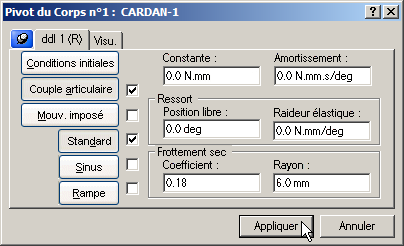 Pivot du Corps n°1 : CARDAN-1
ddl 1 (R) Visu.
Conditions initiales
Couple articulaire
Mouv. imposé
Standard
Sinus
Rampe
Constante : Amortissement :
0.0 N.mm 0.0 N.mm.s/deg
Ressort
Position libre : Raideur élastique :
0.0 deg 0.0 N.mm/deg
Frottement sec
Coefficient : Rayon :
0.18 6.0 mm
Appliquer Annuler